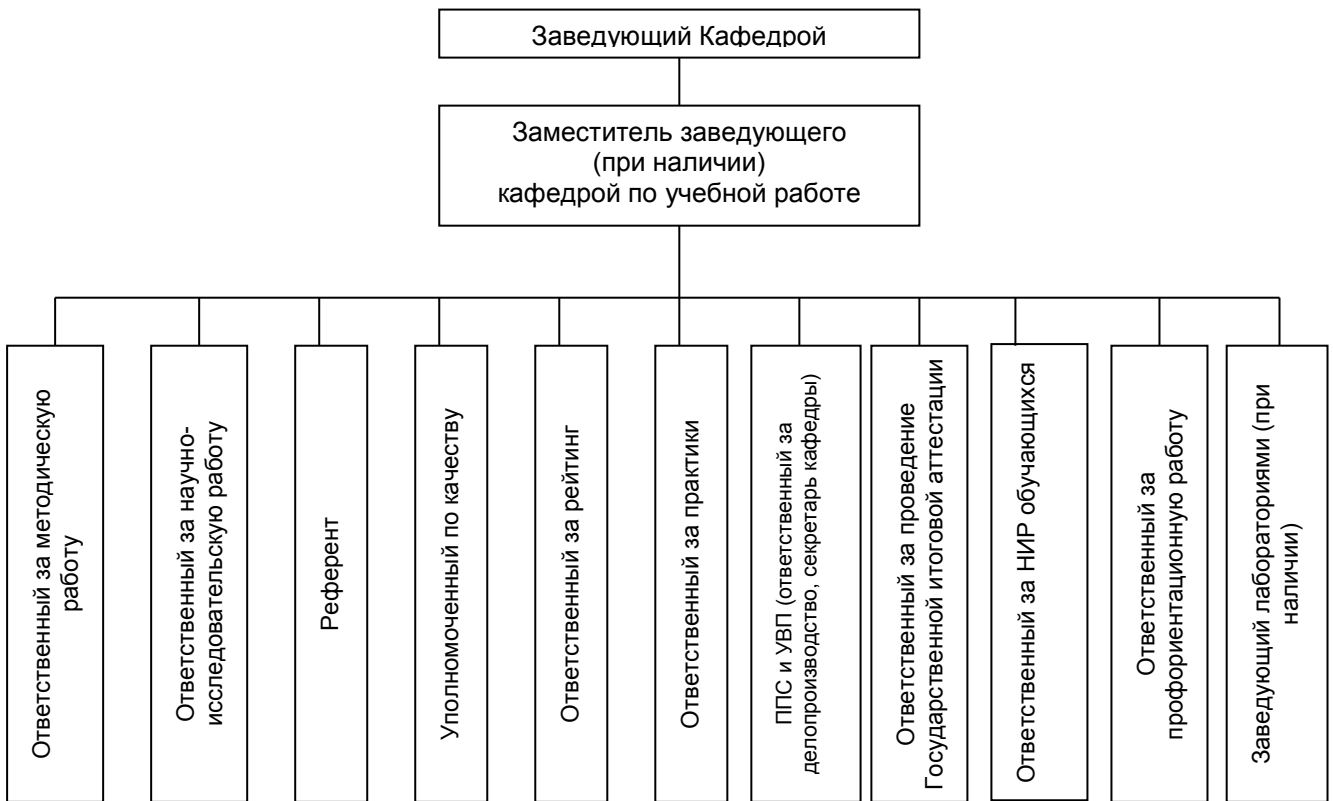 Заведующий Кафедрой
Заместитель заведующего
(при наличии)
кафедрой по учебной работе
Ответственный за методическую
работу
Ответственный за научно-
исследовательскую работу
Референт
Уполномоченный по качеству
Ответственный за рейтинг
Ответственный за практики
ППС и УВП (ответственный за
делопроизводство, секретарь кафедры)
Ответственный за проведение
Государственной итоговой аттестации
Ответственный за НИР обучающихся
Ответственный за
профориентационную работу
Заведующий лабораториями (при
наличии)